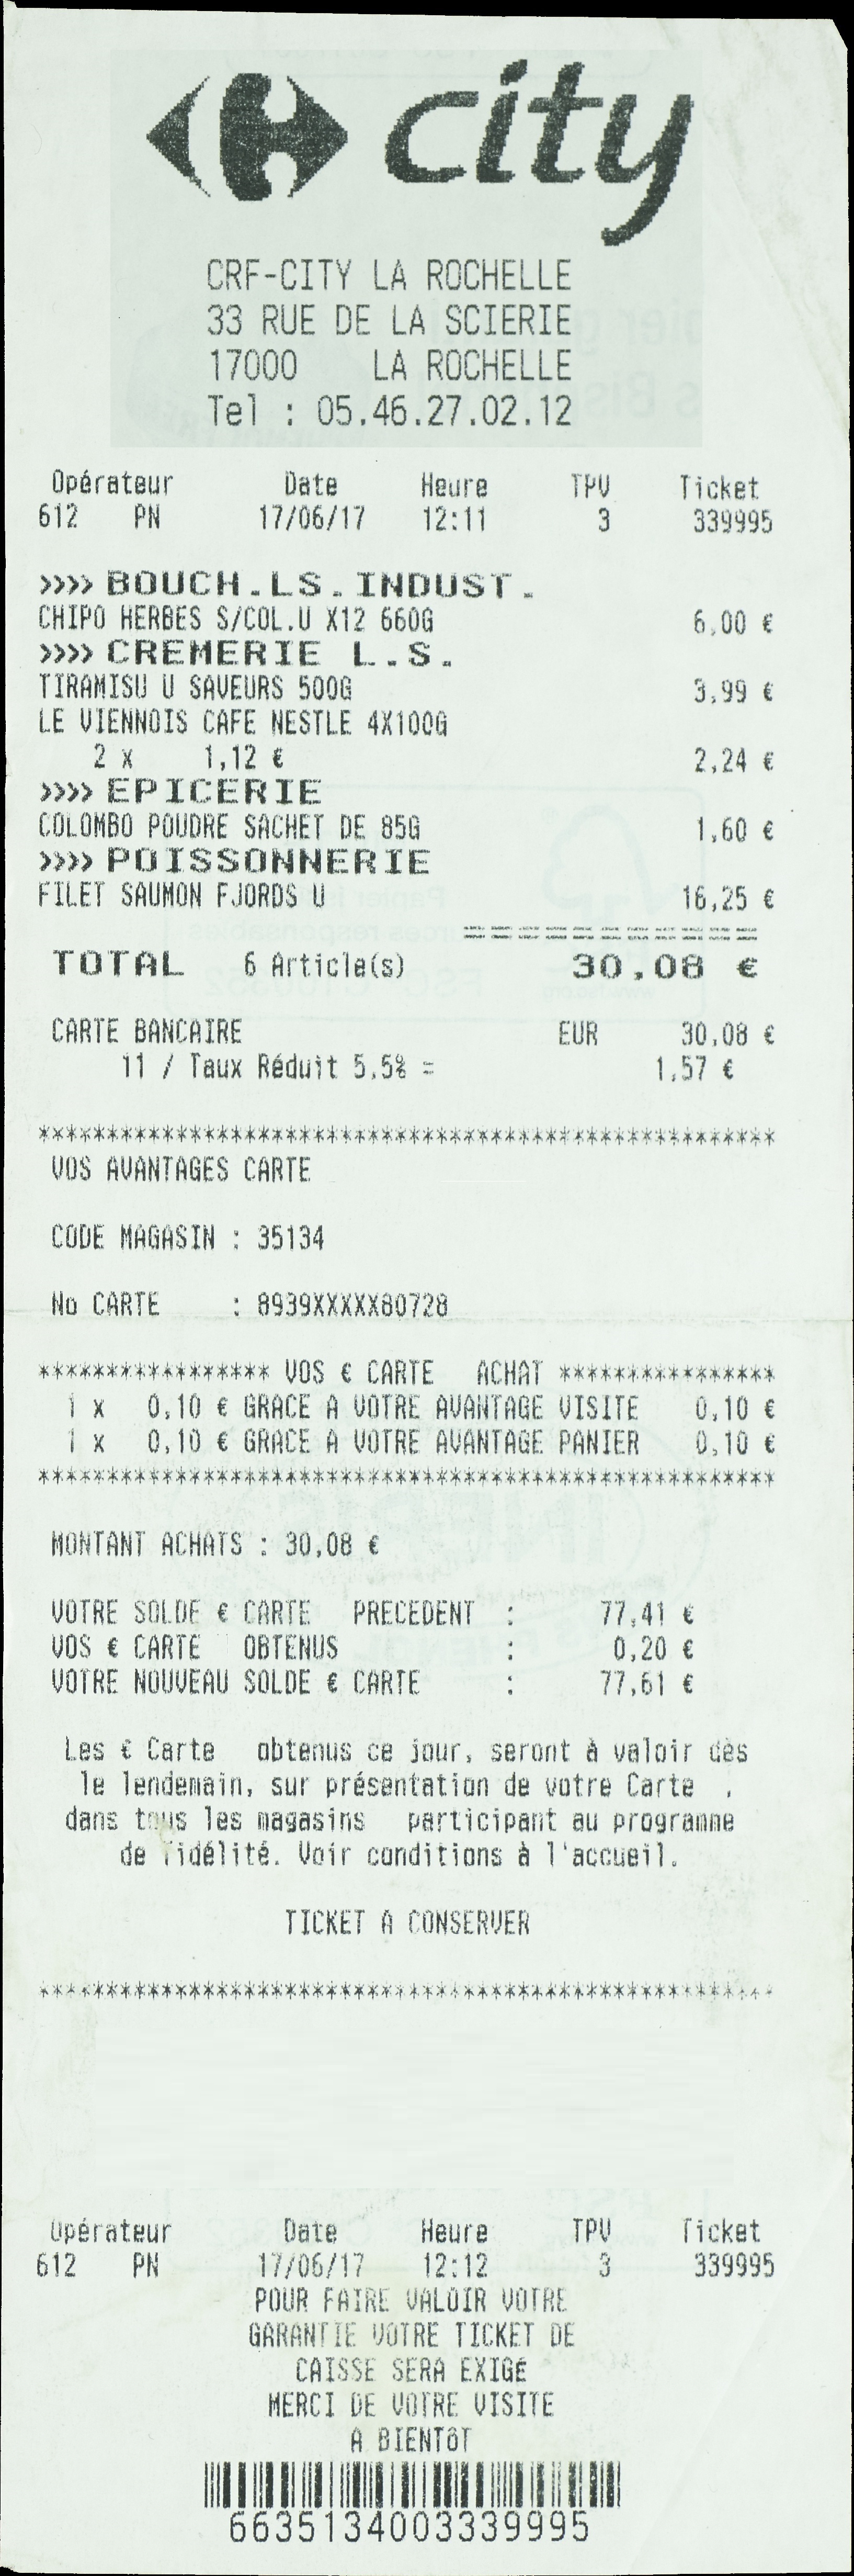 city
CRF-CITY LA ROCHELLE
33 RUE DE LA SCIERIE
17000 LA ROCHELLE
Tel : 05.46.27.02.12
Opérateur Date Heure TPV Ticket
612 PN 17/06/17 12:11 3 339995
»»» BOUCH.LS.INDUST.
CHIPO HERBES S/COL.U X12 660G 6,00 €
»»» CREMERIE L.S.
TIRAMISU U SAVEURS 500G 3,99 €
LE VIENNOIS CAFE NESTLE 4X100G
2 x 1,12 € 2,24 €
»»» EPICERIE
COLOMBO POUDRE SACHET DE 85G 1,60 €
»»» POISSONNERIE
FILET SAUMON FJORDS U 16,25 €
===========
TOTAL 6 Article(s) 30,08 €
CARTE BANCAIRE EUR 30,08 €
11 / Taux Réduit 5,5% = 1,57 €
******************************************************
VOS AVANTAGES CARTE
CODE MAGASIN : 35134
No CARTE : 8939XXXXX80728
***************** VOS € CARTE ACHAT ****************
1 x 0,10 € GRACE A VOTRE AVANTAGE VISITE 0,10 €
1 x 0,10 € GRACE A VOTRE AVANTAGE PANIER 0,10 €
******************************************************
MONTANT ACHATS : 30,08 €
VOTRE SOLDE € CARTE PRECEDENT : 77,41 €
VOS € CARTE OBTENUS : 0,20 €
VOTRE NOUVEAU SOLDE € CARTE : 77,61 €
Les € Carte obtenus ce jour, seront à valoir dès
le lendemain, sur présentation de votre Carte ,
dans tous les magasins participant au programme
de fidélité. Voir conditions à l'accueil.
TICKET A CONSERVER
******************************************************
Opérateur Date Heure TPV Ticket
612 PN 17/06/17 12:12 3 339995
POUR FAIRE VALOIR VOTRE
GARANTIE VOTRE TICKET DE
CAISSE SERA EXIGé
MERCI DE VOTRE VISITE
A BIENTôT
6635134003339995